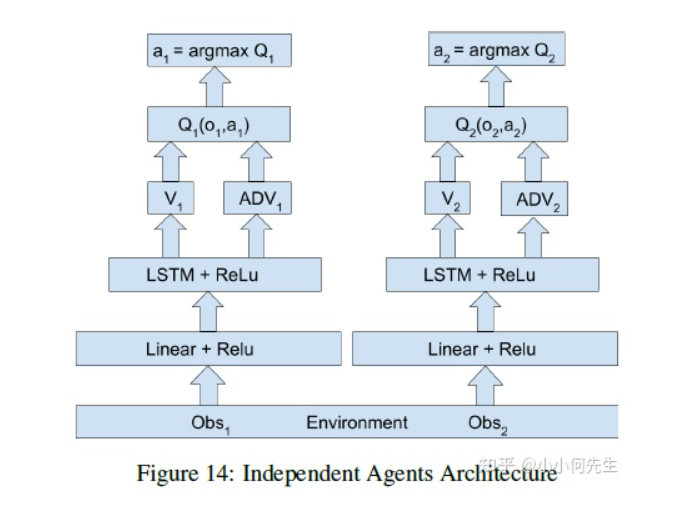 a₁ = argmax Q₁ a₂ = argmax Q₂
Q₁(o₁,a₁) Q₂(o₂,a₂)
V₁ ADV₁ V₂ ADV₂
LSTM + ReLu LSTM + ReLu
Linear + Relu Linear + Relu
Obs₁ Environment Obs₂
Figure 14: Independent Agents Architecture
知乎 @小小何先生